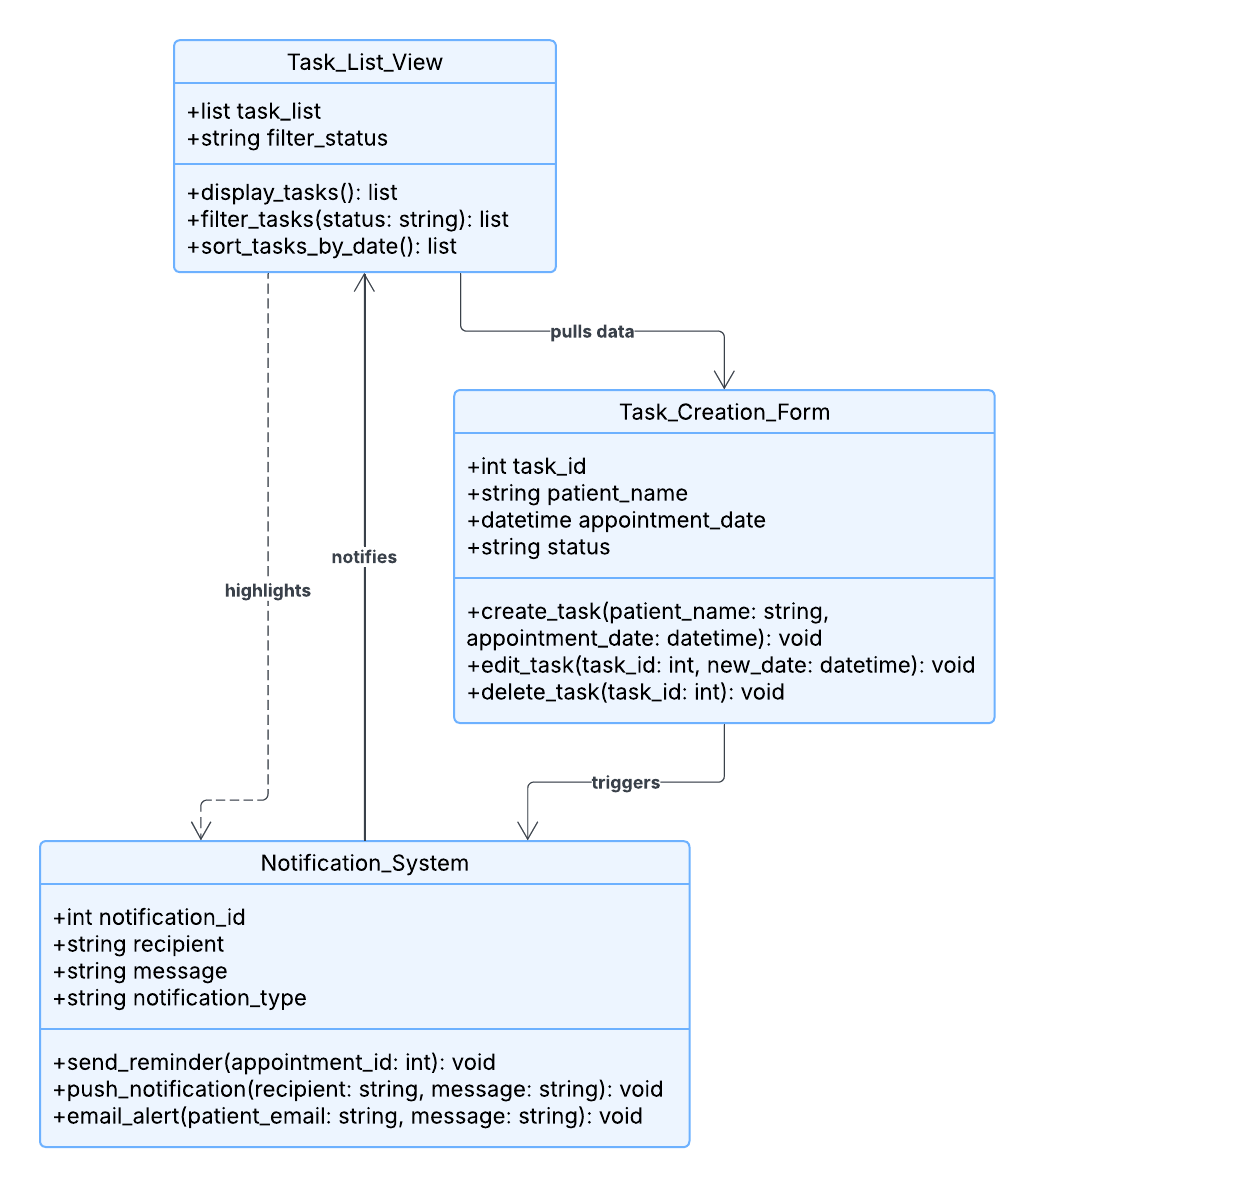 Task_List_View
+list task_list
+string filter_status
+display_tasks(): list
+filter_tasks(status: string): list
+sort_tasks_by_date(): list
pulls data
Task_Creation_Form
+int task_id
+string patient_name
+datetime appointment_date
+string status
+create_task(patient_name: string,
appointment_date: datetime): void
+edit_task(task_id: int, new_date: datetime): void
+delete_task(task_id: int): void
notifies
highlights
triggers
Notification_System
+int notification_id
+string recipient
+string message
+string notification_type
+send_reminder(appointment_id: int): void
+push_notification(recipient: string, message: string): void
+email_alert(patient_email: string, message: string): void